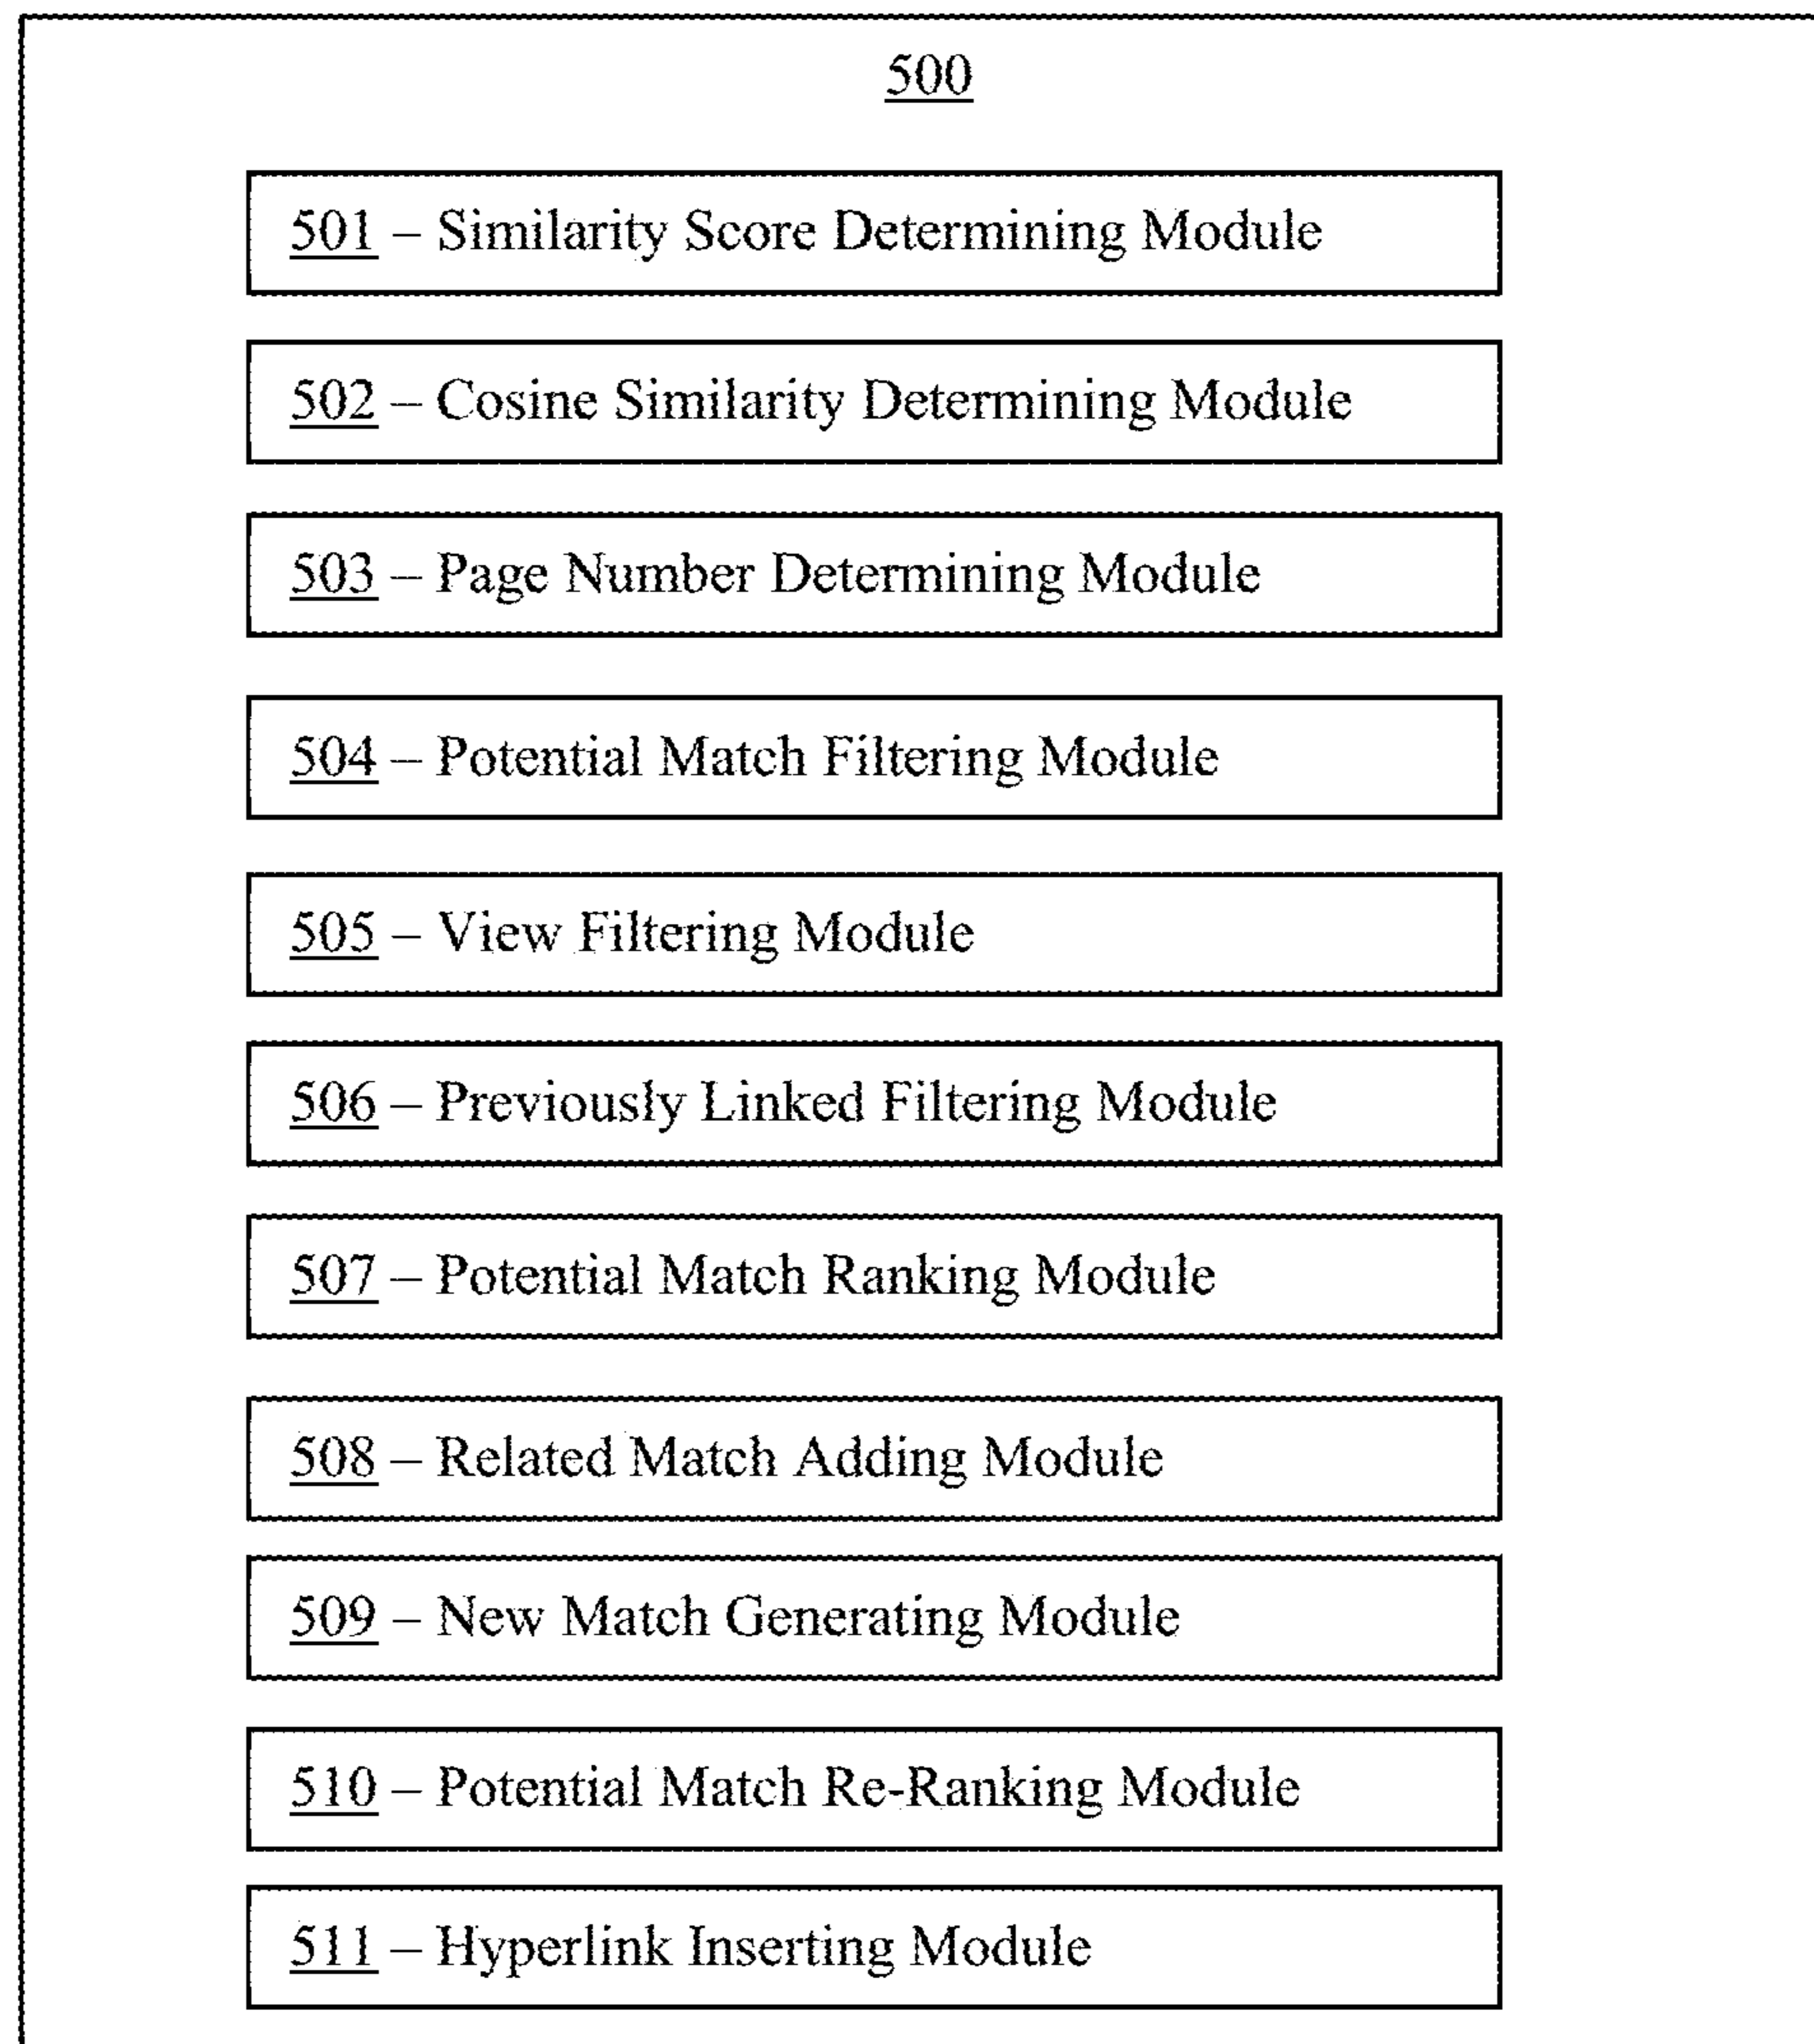 500
501 – Similarity Score Determining Module
502 – Cosine Similarity Determining Module
503 – Page Number Determining Module
504 – Potential Match Filtering Module
505 – View Filtering Module
506 – Previously Linked Filtering Module
507 – Potential Match Ranking Module
508 – Related Match Adding Module
509 – New Match Generating Module
510 – Potential Match Re-Ranking Module
511 – Hyperlink Inserting Module